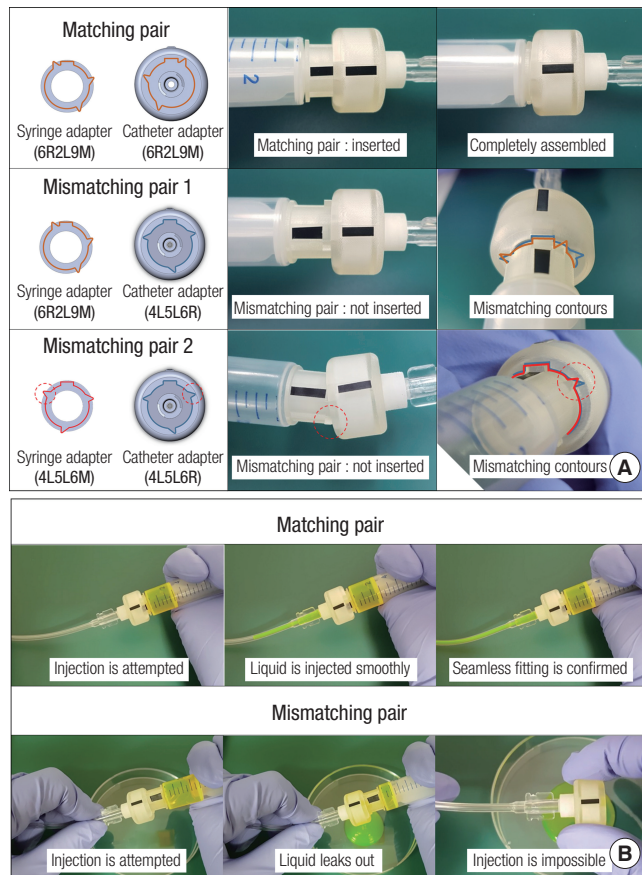 Matching pair
Syringe adapter
(6R2L9M)
Catheter adapter
(6R2L9M)
2
Matching pair : inserted
Completely assembled
Mismatching pair 1
Syringe adapter
(6R2L9M)
Catheter adapter
(4L5L6R)
Mismatching pair : not inserted
Mismatching contours
Mismatching pair 2
Syringe adapter
(4L5L6M)
Catheter adapter
(4L5L6R)
Mismatching pair : not inserted
Mismatching contours
A
Matching pair
Injection is attempted
Liquid is injected smoothly
Seamless fitting is confirmed
Mismatching pair
Injection is attempted
Liquid leaks out
Injection is impossible
B